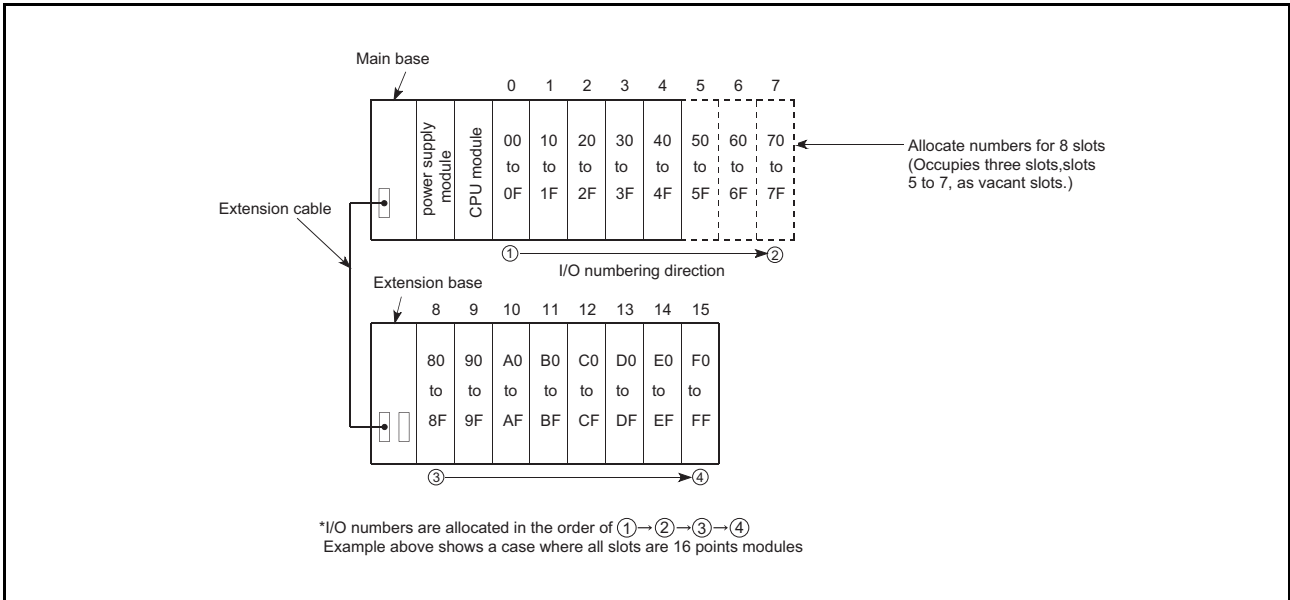 Main base
0 1 2 3 4 5 6 7
power supply
module
CPU module
00 10 20 30 40 50 60 70
to to to to to to to to
0F 1F 2F 3F 4F 5F 6F 7F
Allocate numbers for 8 slots
(Occupies three slots,slots
5 to 7, as vacant slots.)
Extension cable
① ②
I/O numbering direction
Extension base
8 9 10 11 12 13 14 15
80 90 A0 B0 C0 D0 E0 F0
to to to to to to to to
8F 9F AF BF CF DF EF FF
③ ④
*I/O numbers are allocated in the order of ①→②→③→④
Example above shows a case where all slots are 16 points modules